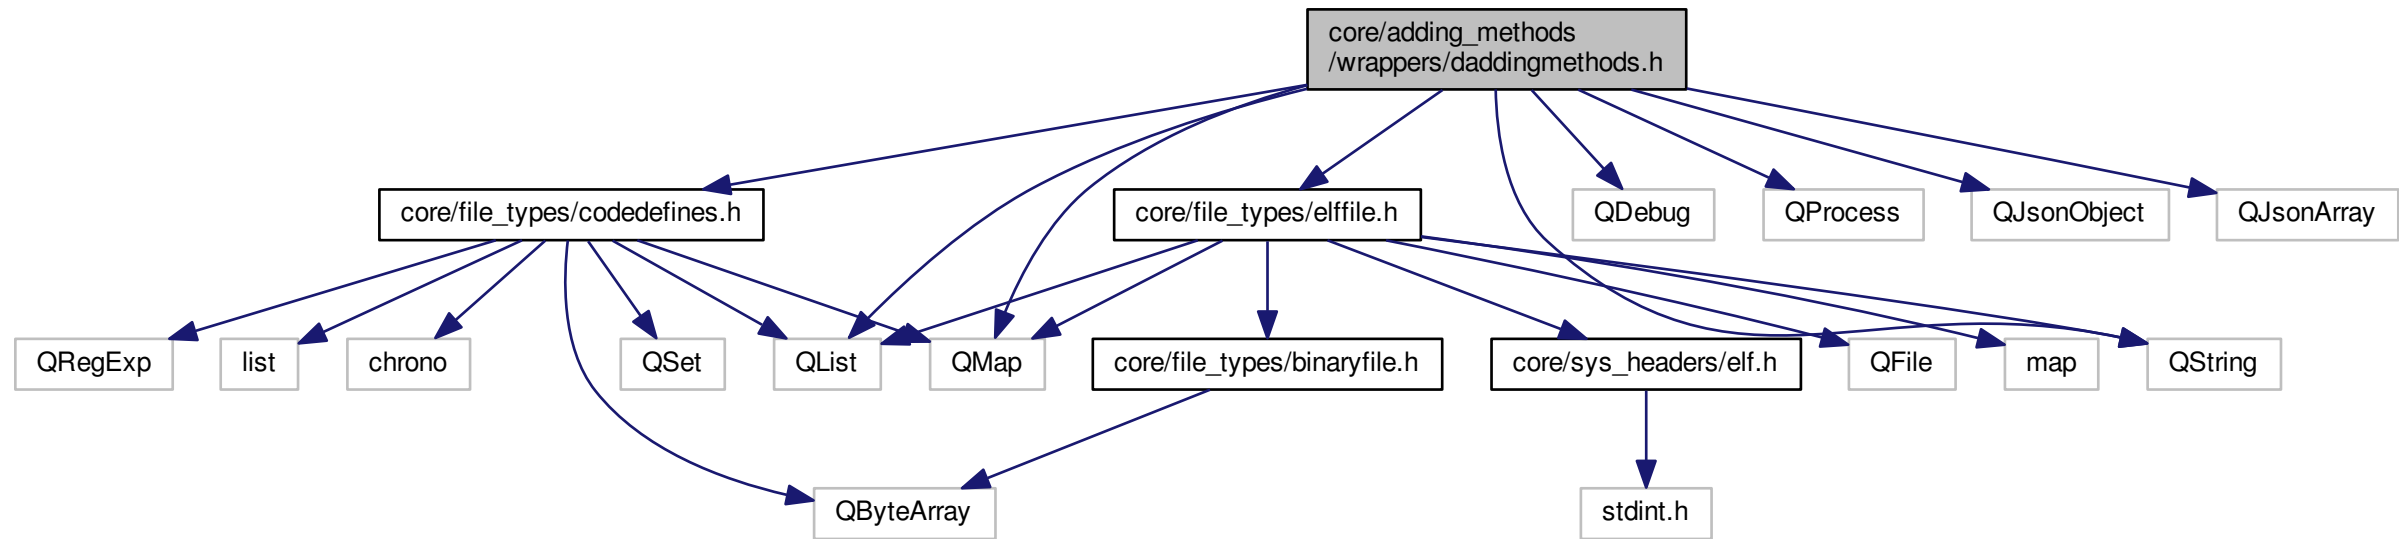 core/adding_methods
/wrappers/daddingmethods.h
core/file_types/codedefines.h
core/file_types/elffile.h
QDebug
QProcess
QJsonObject
QJsonArray
QRegExp
list
chrono
QSet
QList
QMap
core/file_types/binaryfile.h
core/sys_headers/elf.h
QFile
map
QString
QByteArray
stdint.h